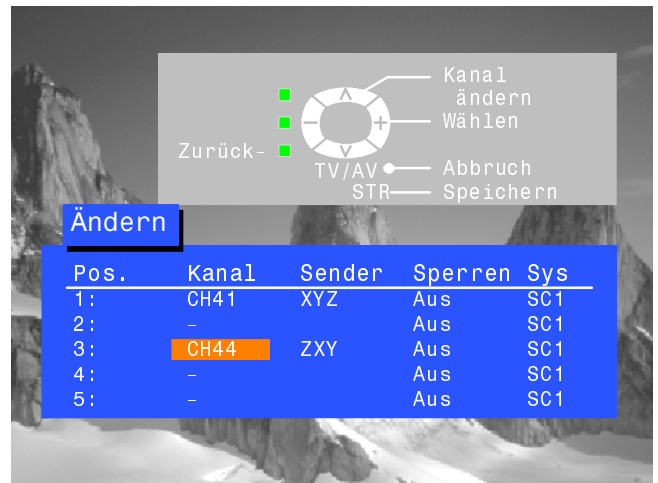 Kanal
ändern
Wählen
Zurück-
TV/AV Abbruch
STR Speichern
Ändern
Pos. Kanal Sender Sperren Sys
1: CH41 XYZ Aus SC1
2: - Aus SC1
3: CH44 ZXY Aus SC1
4: - Aus SC1
5: - Aus SC1